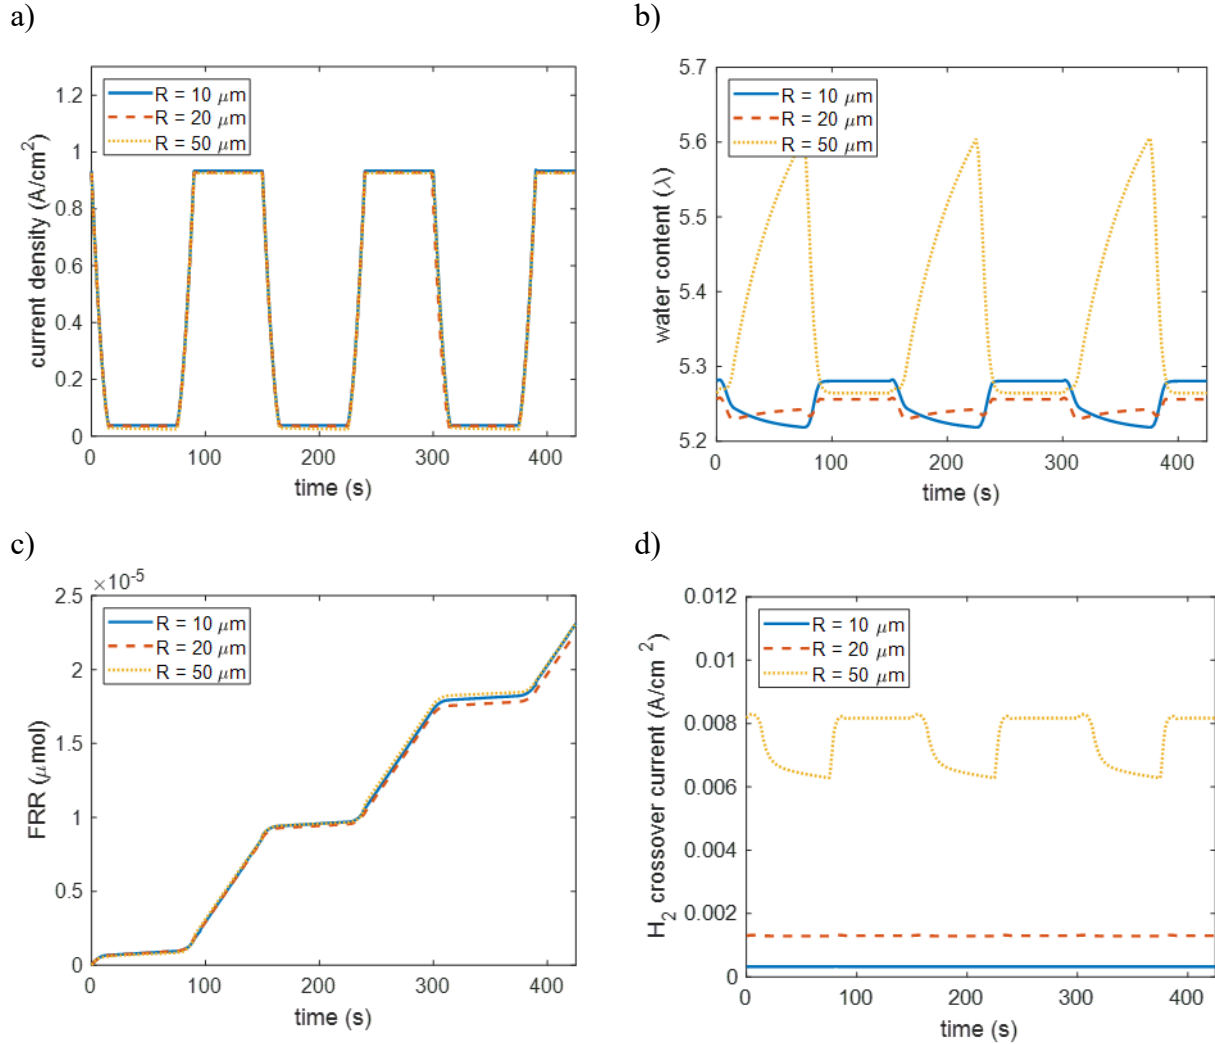 a)
1.2
1
0.8
0.6
0.4
0.2
0
current density (A/cm²)
R = 10 μm
R = 20 μm
R = 50 μm
0 100 200 300 400
time (s)
b)
5.7
5.6
5.5
5.4
5.3
5.2
water content (λ)
R = 10 μm
R = 20 μm
R = 50 μm
0 100 200 300 400
time (s)
c)
×10⁻⁵
2.5
2
1.5
1
0.5
0
FRR (μmol)
R = 10 μm
R = 20 μm
R = 50 μm
0 100 200 300 400
time (s)
d)
0.012
0.01
0.008
0.006
0.004
0.002
0
H₂ crossover current (A/cm²)
R = 10 μm
R = 20 μm
R = 50 μm
0 100 200 300 400
time (s)